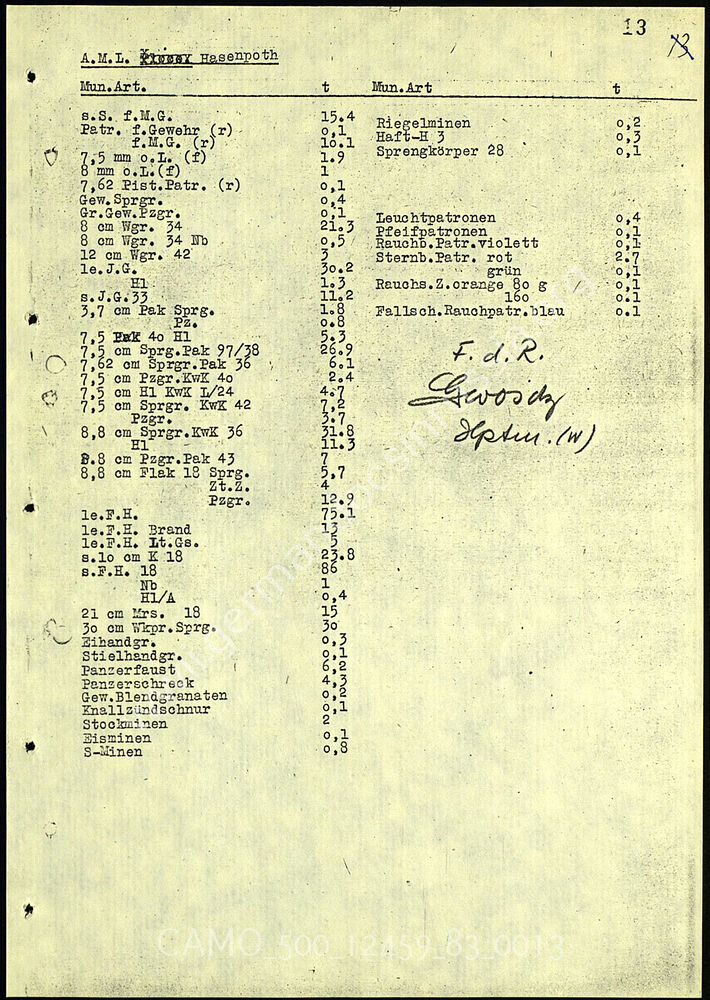 13
13
A.M.L. Hasenpoth
Mun.Art. t
s.S. f.M.G. 15.4
Patr. f.Gewehr (r) o,1
f.M.G. (r) 1o.1
7,5 mm o.L. (f) 1.9
8 mm o.L.(f) 1
7,62 Pist.Patr. (r) o,1
Gew.Sprgr. o,4
Gr.Gew.Pzgr. o,1
8 cm Wgr. 34 21.3
8 cm Wgr. 34 Nb o,5
12 cm Wgr. 42 3
le.J.G. 3o.2
Hl 1.3
s.J.G.33 11.2
3,7 cm Pak Sprg. 1.8
Pz. o.8
7,5 Pak 4o Hl 5.3
7,5 cm Sprg.Pak 97/38 26.9
7,62 cm Sprgr.Pak 36 6.1
7,5 cm Pzgr.KwK 4o 2.4
7,5 cm Hl KwK L/24 4.7
7,5 cm Sprgr. KwK 42 7,2
Pzgr. 3.7
8,8 cm Sprgr.KwK 36 31.8
Hl 11.3
8.8 cm Pzgr.Pak 43 7
8,8 cm Flak 18 Sprg. 5,7
Zt.Z. 4
Pzgr. 12.9
le.F.H. 75.1
le.F.H. Brand 13
le.F.H. Lt.Gs. 5
s.lo cm K 18 23.8
s.F.H. 18 86
Nb 1
Hl/A o,4
21 cm Mrs. 18 15
3o cm Wkpr.Sprg. 3o
Eihandgr. o,3
Stielhandgr. o,1
Panzerfaust 6,2
Panzerschreck 4,3
Gew.Blendgranaten o,2
Knallzündschnur o,1
Stockminen 2
Eisminen o,1
S-Minen o,8
Mun.Art t
Riegelminen o,2
Haft-H 3 o,3
Sprengkörper 28 o,1
Leuchtpatronen o,4
Pfeifpatronen o,1
Rauchb.Patr.violett o,1
Sternb.Patr. rot 2.7
grün o,1
Rauchs.Z.orange 8o g o,1
16o o.1
Fallsch.Rauchpatr.blau o.1
F. d. R.
Gwosdz
Hptm. (W)
CAMO_500_12459_83_0013